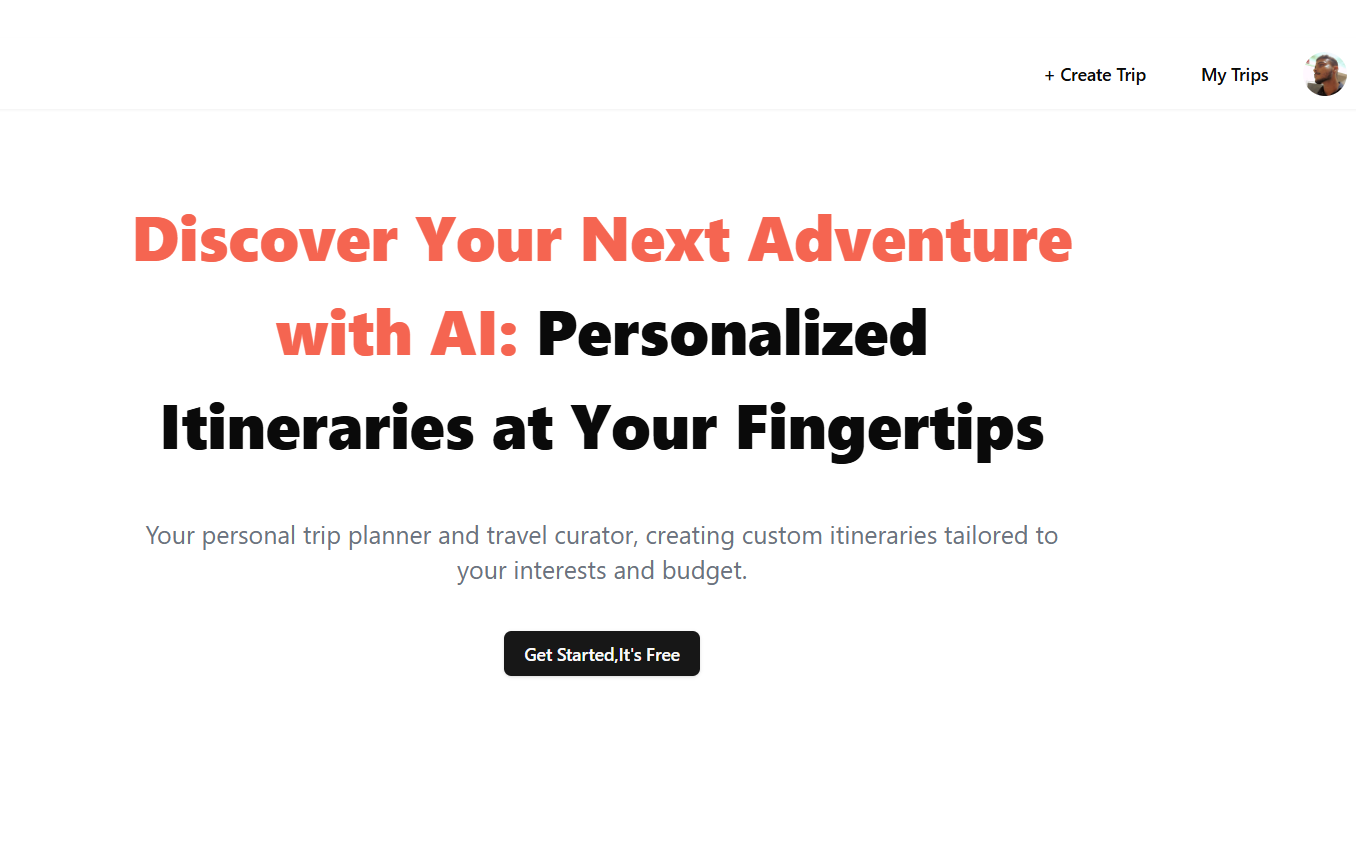 + Create Trip My Trips
Discover Your Next Adventure
with AI: Personalized
Itineraries at Your Fingertips
Your personal trip planner and travel curator, creating custom itineraries tailored to
your interests and budget.
Get Started,It's Free